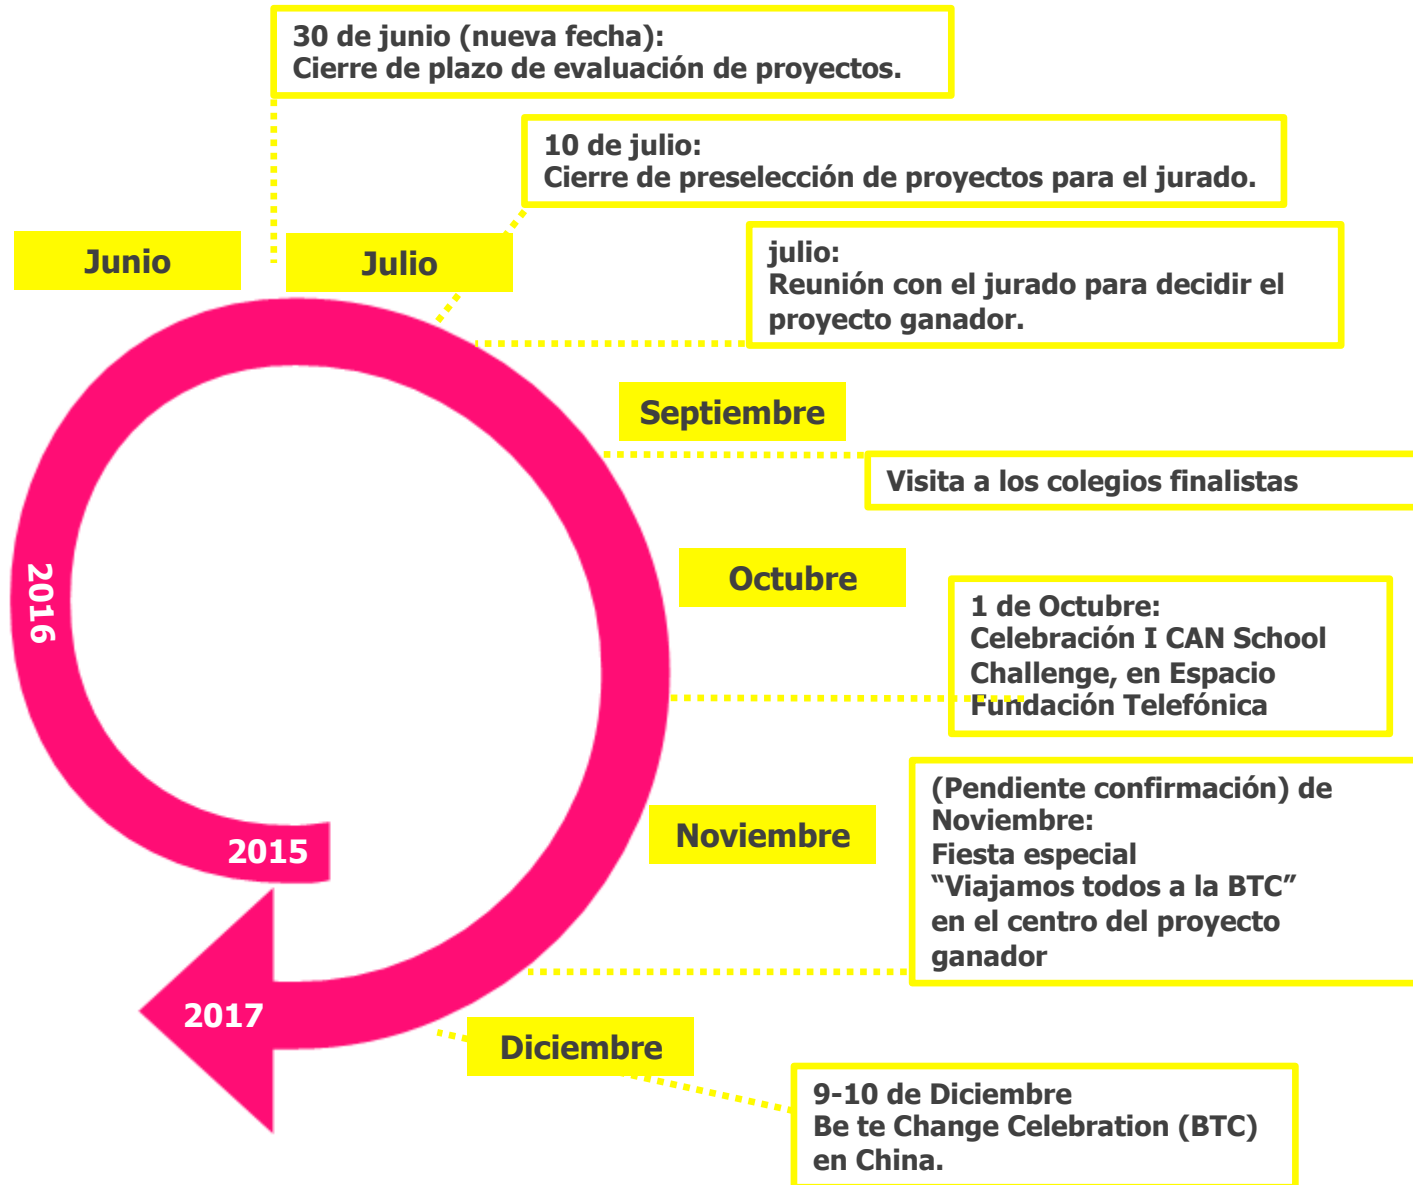 30 de junio (nueva fecha):
Cierre de plazo de evaluación de proyectos.
10 de julio:
Cierre de preselección de proyectos para el jurado.
Junio
Julio
julio:
Reunión con el jurado para decidir el
proyecto ganador.
Septiembre
Visita a los colegios finalistas
2016
Octubre
1 de Octubre:
Celebración I CAN School
Challenge, en Espacio
Fundación Telefónica
(Pendiente confirmación) de
Noviembre:
Fiesta especial
“Viajamos todos a la BTC”
en el centro del proyecto
ganador
Noviembre
2015
2017
Diciembre
9-10 de Diciembre
Be te Change Celebration (BTC)
en China.